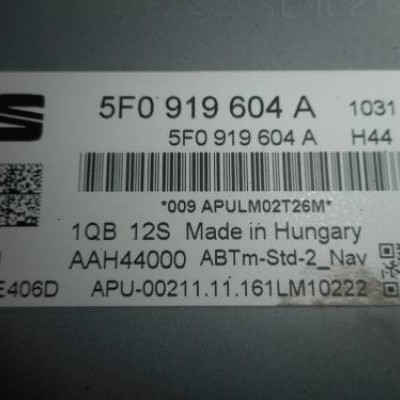 5F0 919 604 A 1031
5F0 919 604 A H44
*009 APULM02T26M*
1QB 12S Made in Hungary
AAH44000 ABTm-Std-2_Nav
E406D APU-00211.11.161LM10222